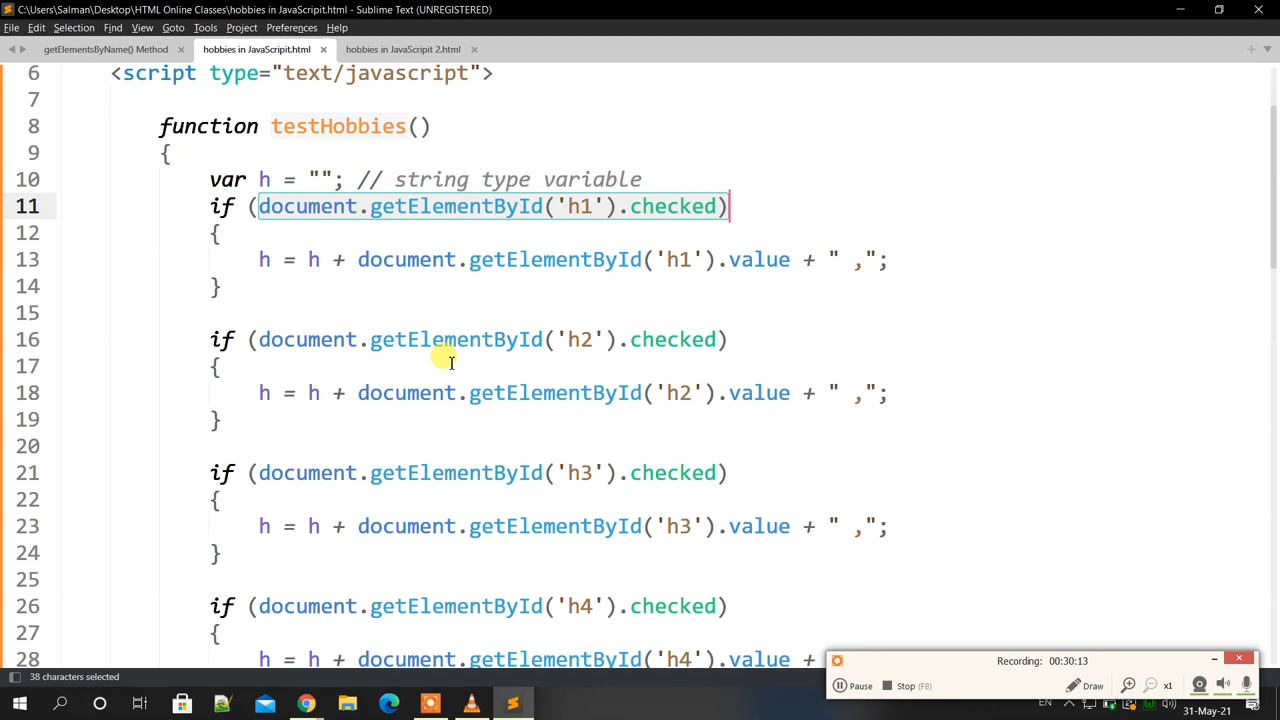 C:\Users\Salman\Desktop\HTML Online Classes\hobbies in JavaScripit.html - Sublime Text (UNREGISTERED)
File Edit Selection Find View Goto Tools Project Preferences Help
getElementsByName() Method hobbies in JavaScripit.html hobbies in JavaScripit 2.html
6 <script type="text/javascript">
7
8 function testHobbies()
9 {
10 var h = ""; // string type variable
11 if (document.getElementById('h1').checked)
12 {
13 h = h + document.getElementById('h1').value + " ,";
14 }
15
16 if (document.getElementById('h2').checked)
17 {
18 h = h + document.getElementById('h2').value + " ,";
19 }
20
21 if (document.getElementById('h3').checked)
22 {
23 h = h + document.getElementById('h3').value + " ,";
24 }
25
26 if (document.getElementById('h4').checked)
27 {
28 h = h + document.getElementById('h4').value +
Recording: 00:30:13
Pause Stop (F8) Draw x1
38 characters selected
EN 31-May-21